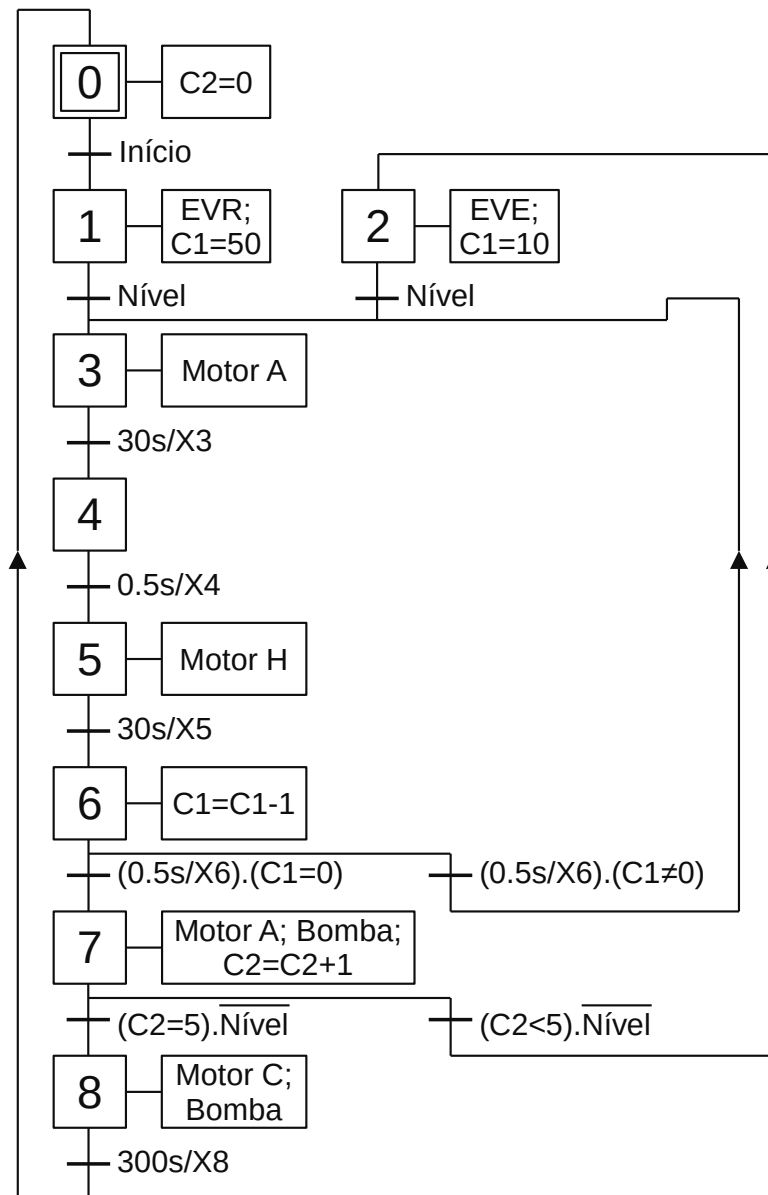 0
C2=0
Início
1
EVR;
C1=50
2
EVE;
C1=10
Nível
Nível
3
Motor A
30s/X3
4
0.5s/X4
5
Motor H
30s/X5
6
C1=C1-1
(0.5s/X6).(C1=0)
(0.5s/X6).(C1≠0)
7
Motor A; Bomba;
C2=C2+1
(C2=5).N̅í̅v̅e̅l̅
(C2<5).N̅í̅v̅e̅l̅
8
Motor C;
Bomba
300s/X8